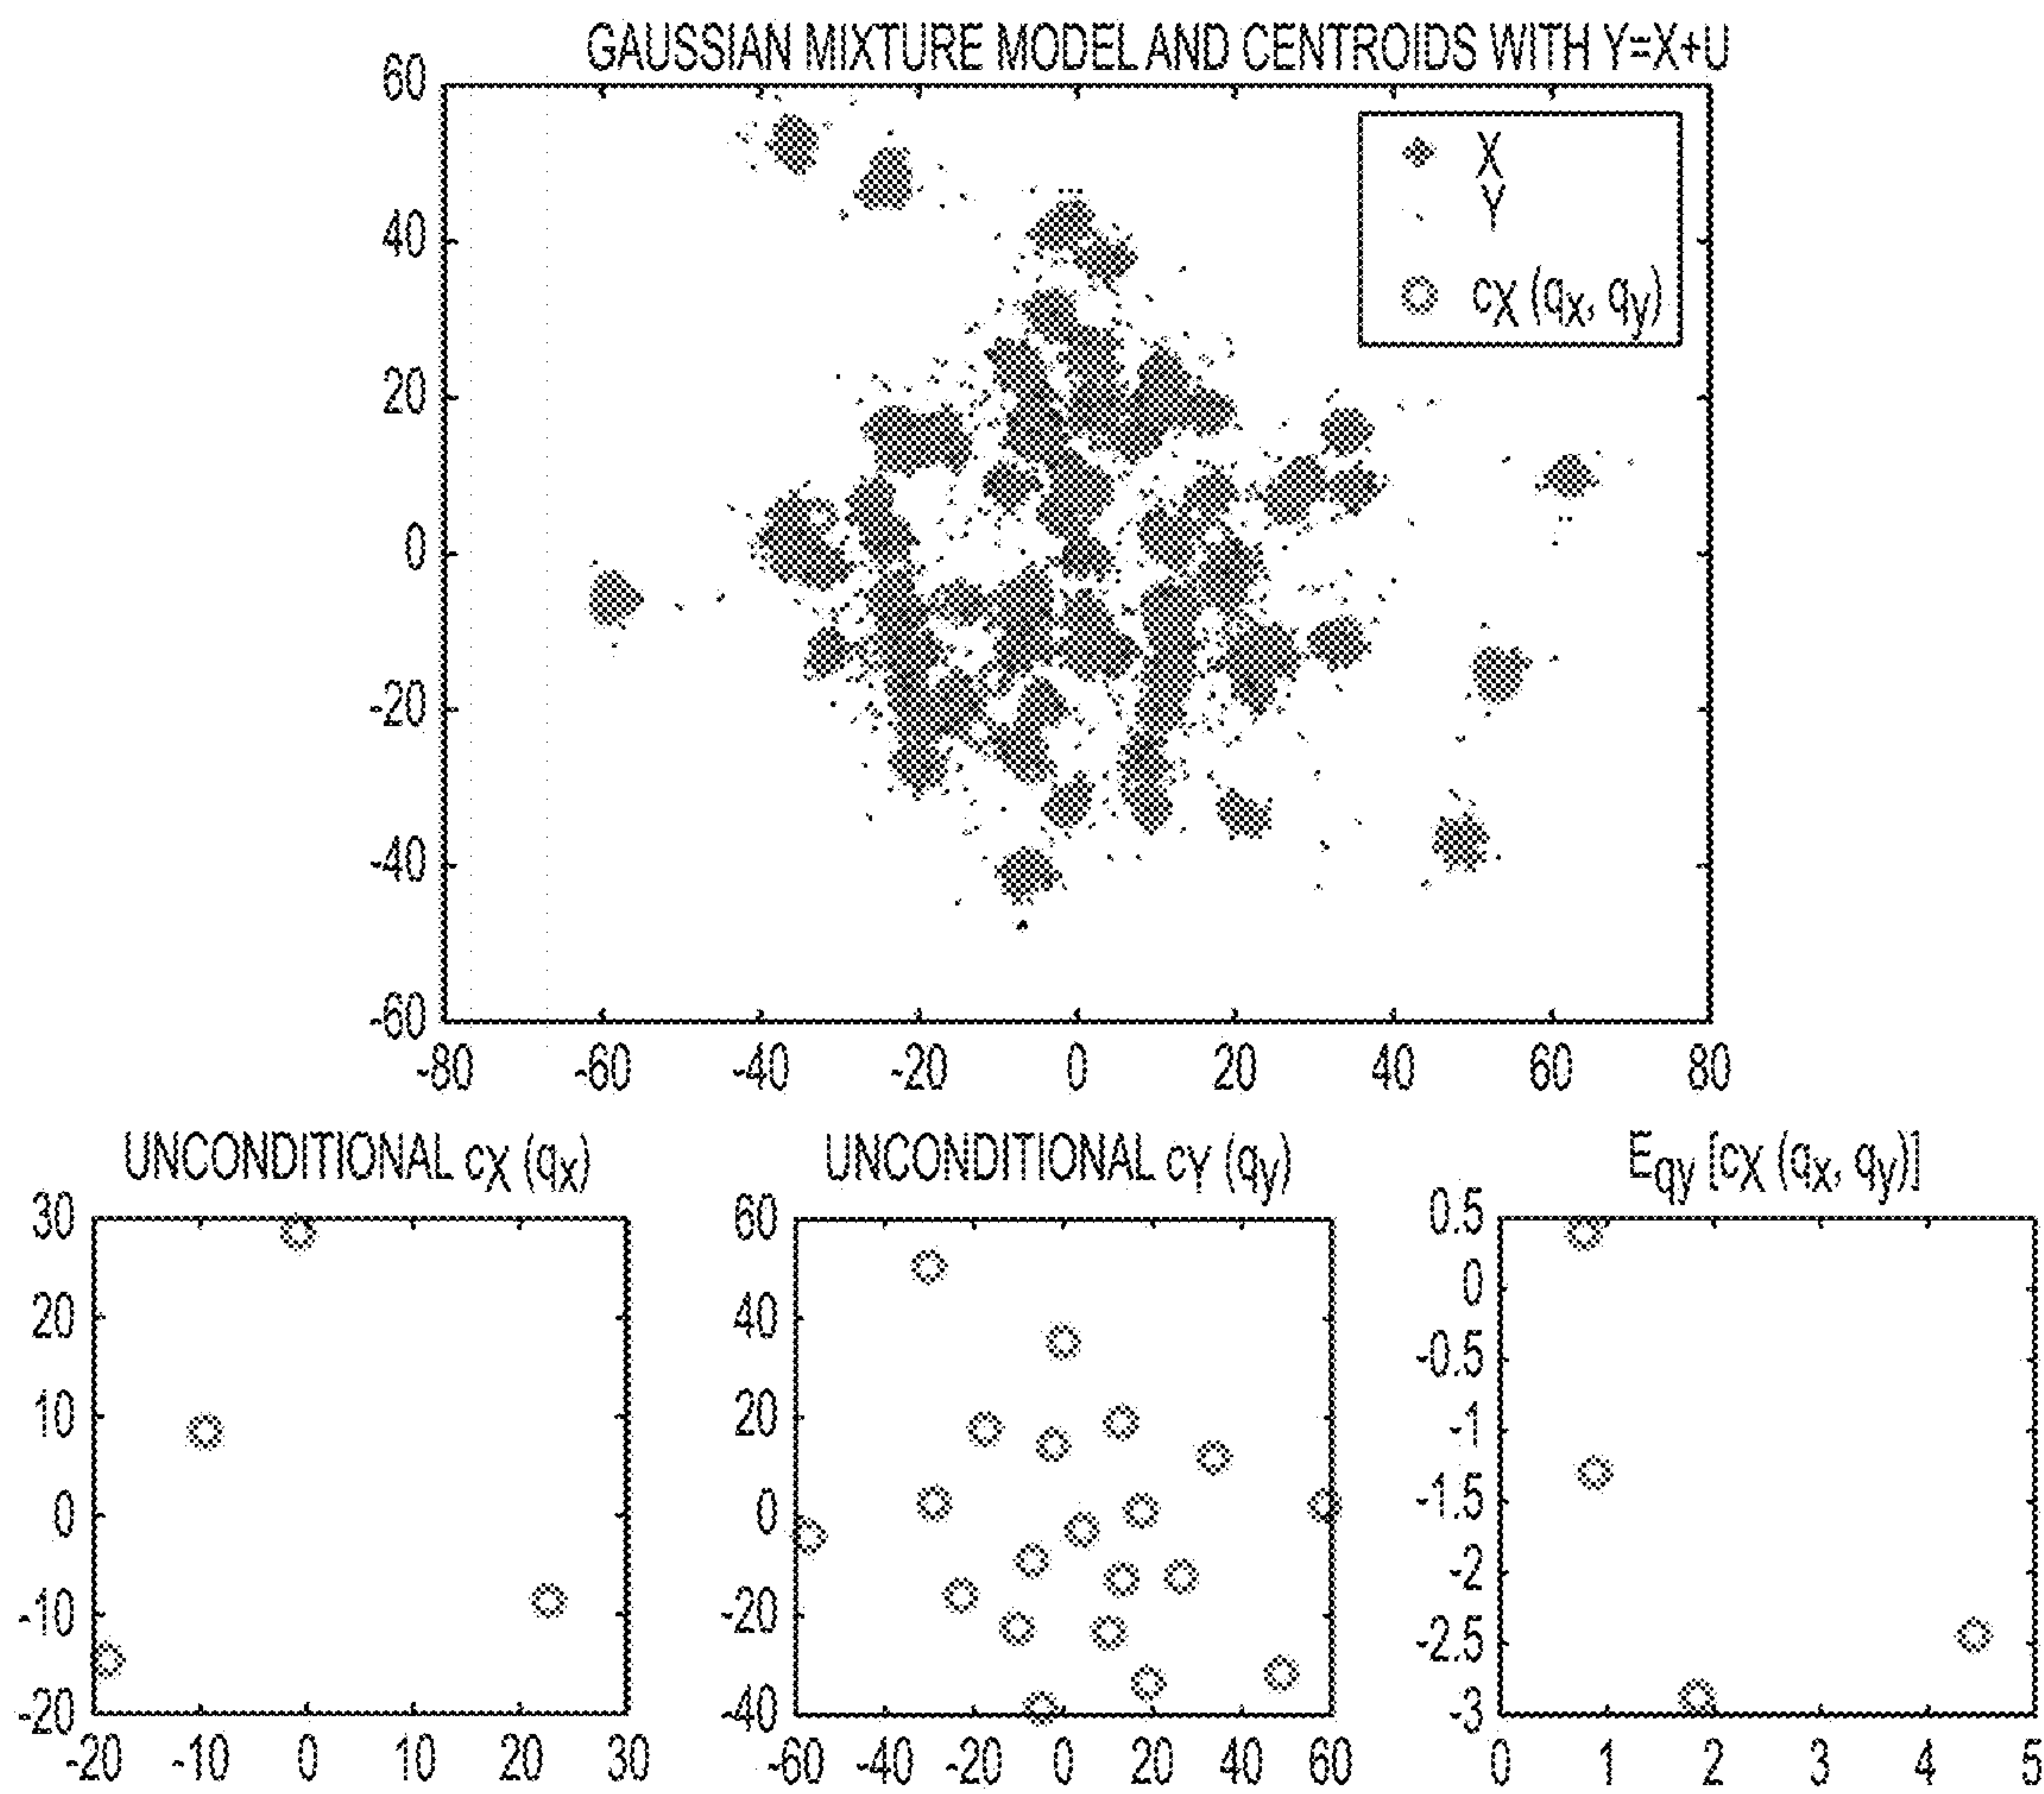 GAUSSIAN MIXTURE MODEL AND CENTROIDS WITH Y=X+U
60
40
20
0
-20
-40
-60
-80 -60 -40 -20 0 20 40 60 80
X
Y
cX (qx, qy)
UNCONDITIONAL cX (qx)
30
20
10
0
-10
-20
-20 -10 0 10 20 30
UNCONDITIONAL cY (qy)
60
40
20
0
-20
-40
-60 -40 -20 0 20 40 60
Eqy [cX (qx, qy)]
0.5
0
-0.5
-1
-1.5
-2
-2.5
-3
0 1 2 3 4 5